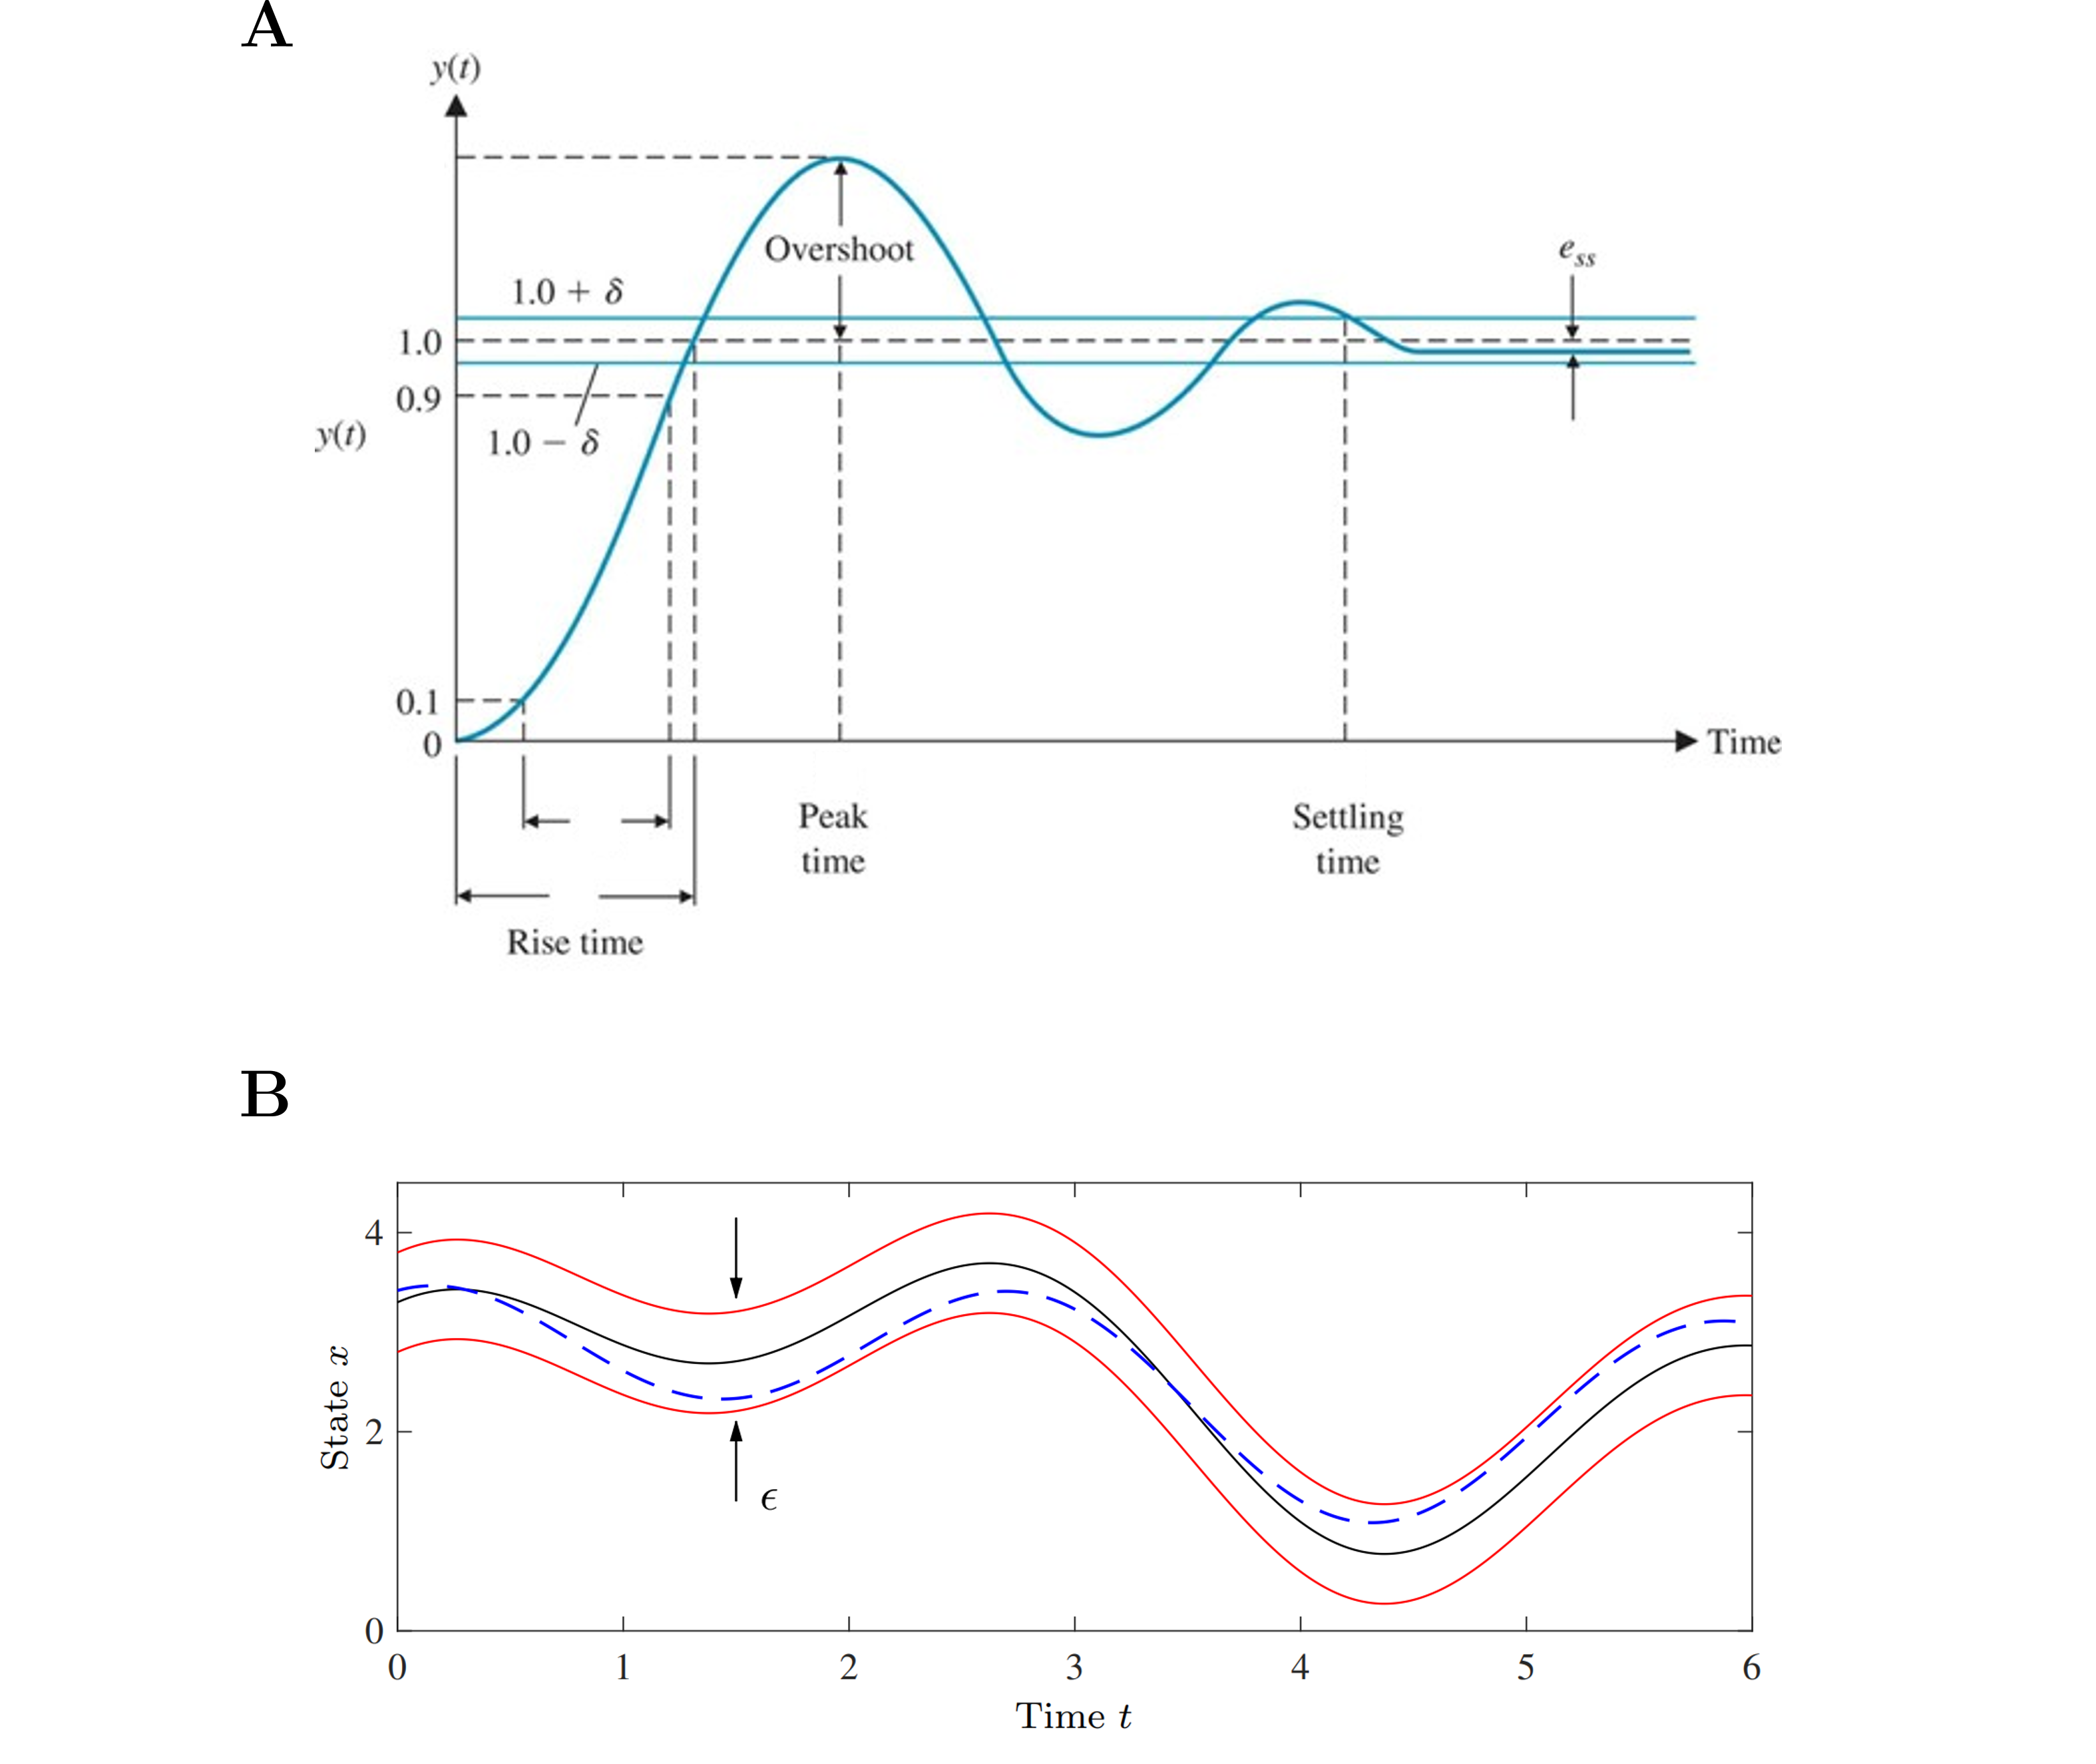 A
y(t)
Overshoot
e_ss
1.0 + δ
1.0
0.9
y(t)
1.0 − δ
0.1
0
Time
Peak
time
Settling
time
Rise time
B
4
2
0
State x
ϵ
0 1 2 3 4 5 6
Time t